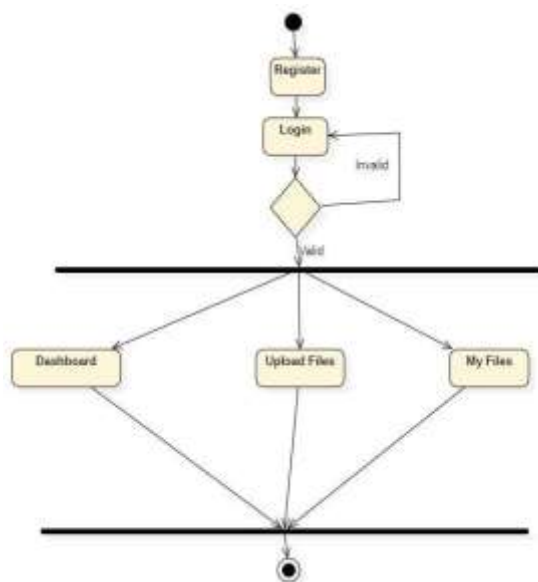 Register
Login
Invalid
Valid
Dashboard
Upload Files
My Files